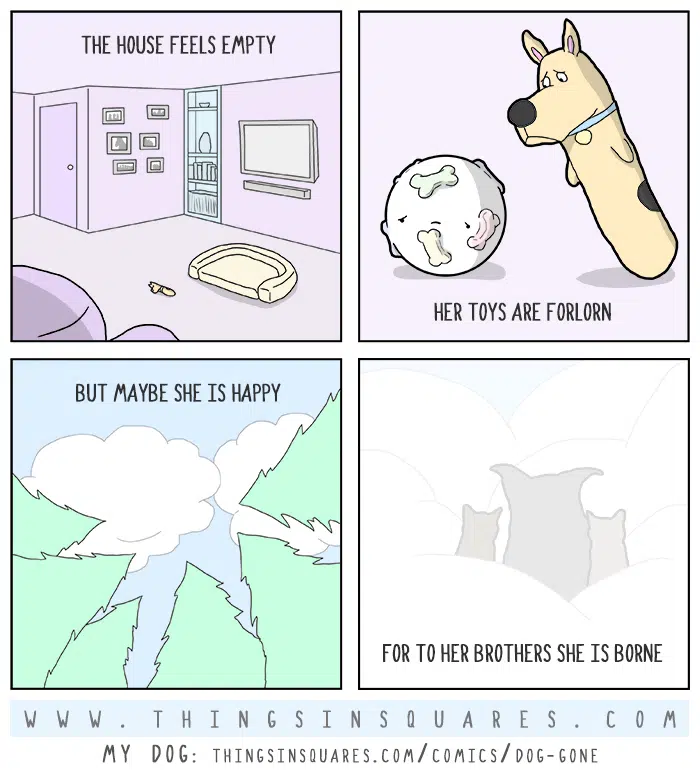 THE HOUSE FEELS EMPTY
HER TOYS ARE FORLORN
BUT MAYBE SHE IS HAPPY
FOR TO HER BROTHERS SHE IS BORNE
WWW.THINGSINSQUARES.COM
MY DOG: THINGSINSQUARES.COM/COMICS/DOG-GONE